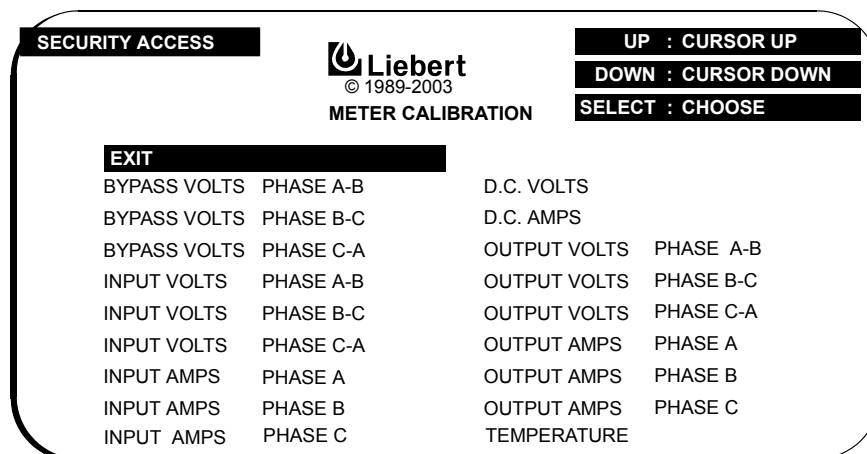 SECURITY ACCESS
Liebert
© 1989-2003
METER CALIBRATION
UP : CURSOR UP
DOWN : CURSOR DOWN
SELECT : CHOOSE
EXIT
BYPASS VOLTS PHASE A-B
BYPASS VOLTS PHASE B-C
BYPASS VOLTS PHASE C-A
INPUT VOLTS PHASE A-B
INPUT VOLTS PHASE B-C
INPUT VOLTS PHASE C-A
INPUT AMPS PHASE A
INPUT AMPS PHASE B
INPUT AMPS PHASE C
D.C. VOLTS
D.C. AMPS
OUTPUT VOLTS PHASE A-B
OUTPUT VOLTS PHASE B-C
OUTPUT VOLTS PHASE C-A
OUTPUT AMPS PHASE A
OUTPUT AMPS PHASE B
OUTPUT AMPS PHASE C
TEMPERATURE